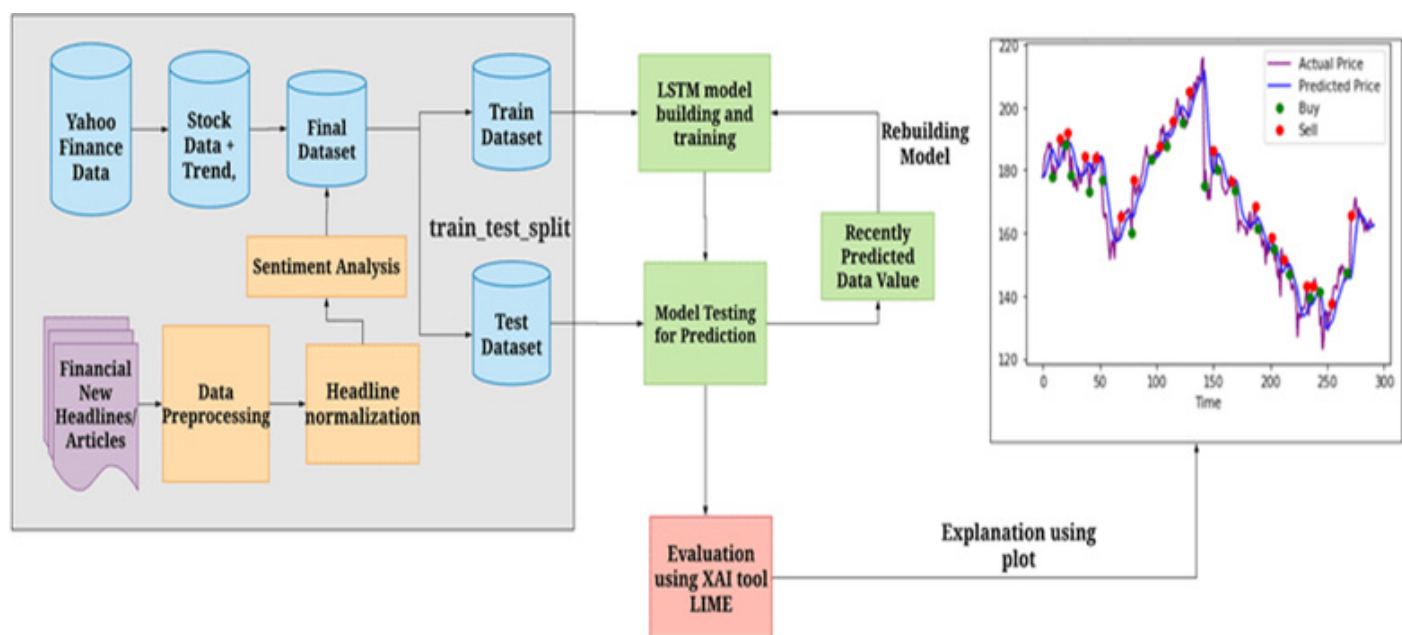 Yahoo
Finance
Data
Stock
Data +
Trend,
Final
Dataset
Train
Dataset
LSTM model
building and
training
Rebuilding
Model
train_test_split
Sentiment Analysis
Recently
Predicted
Data Value
Test
Dataset
Model Testing
for Prediction
Financial
New
Headlines/
Articles
Data
Preprocessing
Headline
normalization
Evaluation
using XAI tool
LIME
Explanation using
plot
220
200
180
160
140
120
0
50
100
150
200
250
300
Time
Actual Price
Predicted Price
Buy
Sell